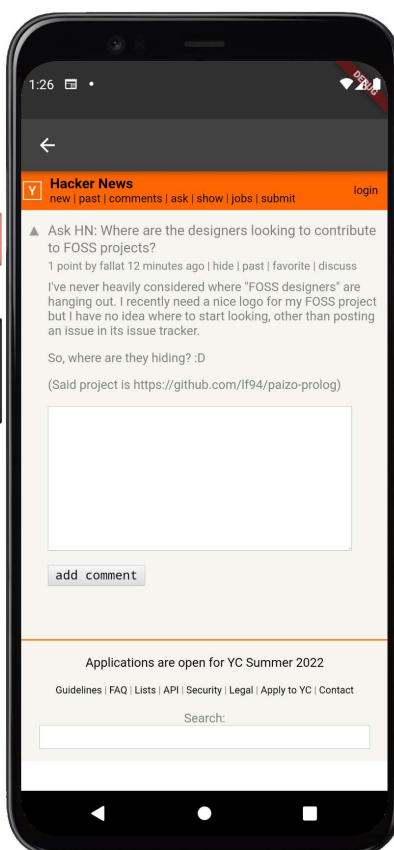 1:26
DEBUG
Y
Hacker News
new | past | comments | ask | show | jobs | submit
login
Ask HN: Where are the designers looking to contribute
to FOSS projects?
1 point by fallat 12 minutes ago | hide | past | favorite | discuss
I've never heavily considered where "FOSS designers" are
hanging out. I recently need a nice logo for my FOSS project
but I have no idea where to start looking, other than posting
an issue in its issue tracker.
So, where are they hiding? :D
(Said project is https://github.com/lf94/paizo-prolog)
add comment
Applications are open for YC Summer 2022
Guidelines | FAQ | Lists | API | Security | Legal | Apply to YC | Contact
Search: